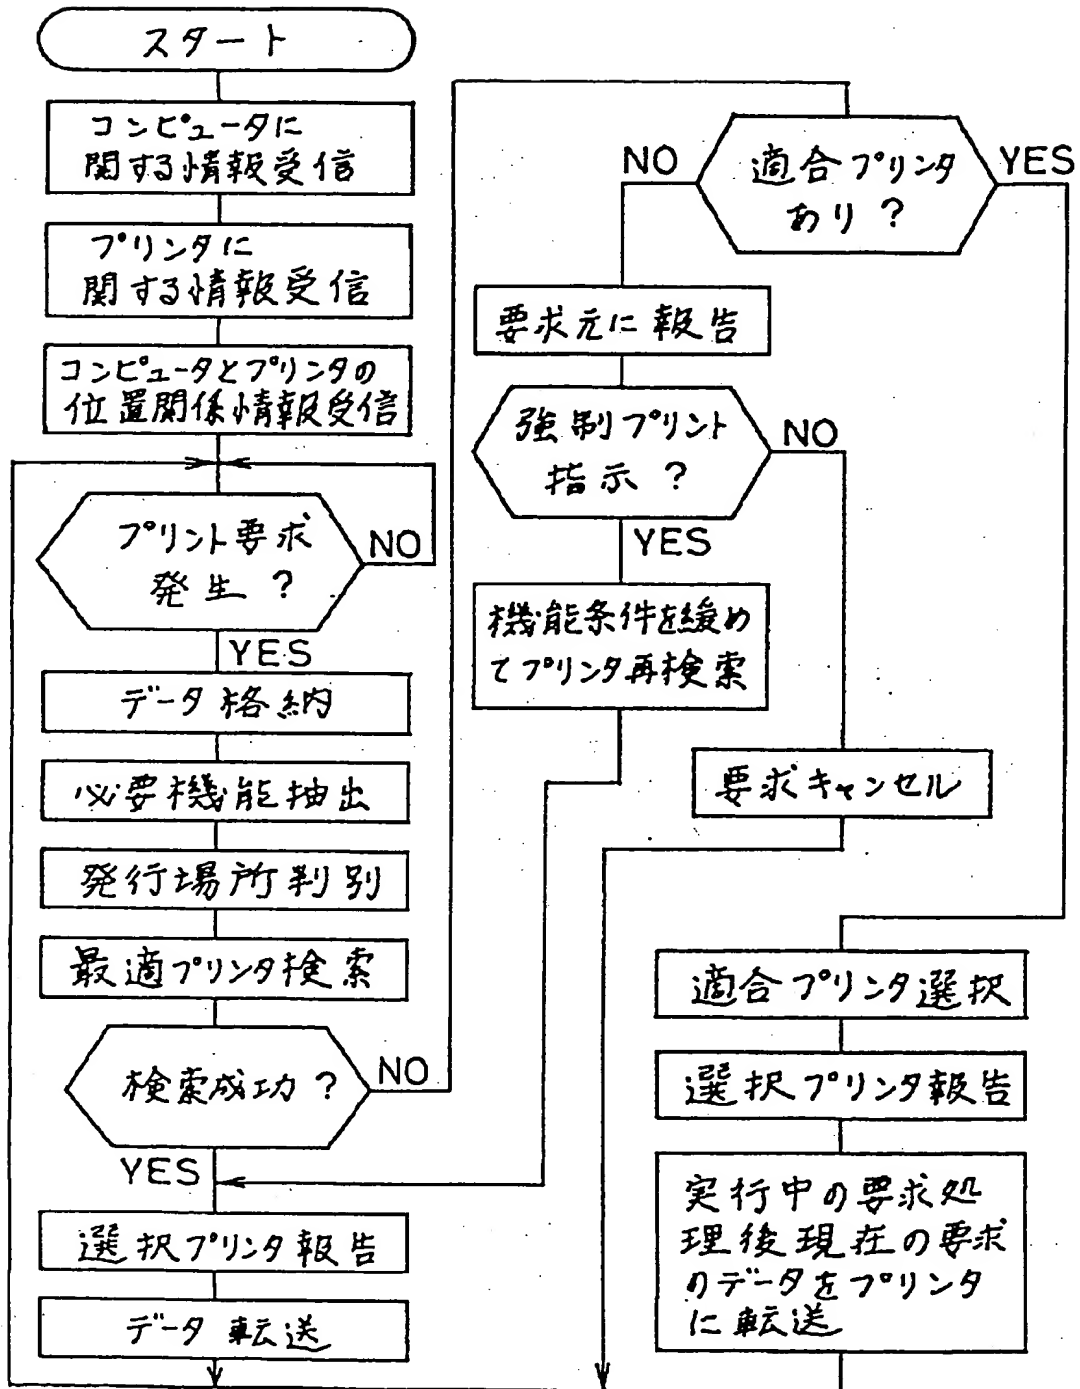 スタート
コンピュータに
関する情報受信
プリンタに
関する情報受信
コンピュータとプリンタの
位置関係情報受信
プリント要求
発生?
NO
YES
データ格納
必要機能抽出
発行場所判別
最適プリンタ検索
検索成功?
NO
YES
選択プリンタ報告
データ転送
適合プリンタ
あり?
NO
YES
要求元に報告
強制プリント
指示?
NO
YES
機能条件を緩め
てプリンタ再検索
要求キャンセル
適合プリンタ選択
選択プリンタ報告
実行中の要求処
理後現在の要求
のデータをプリンタ
に転送